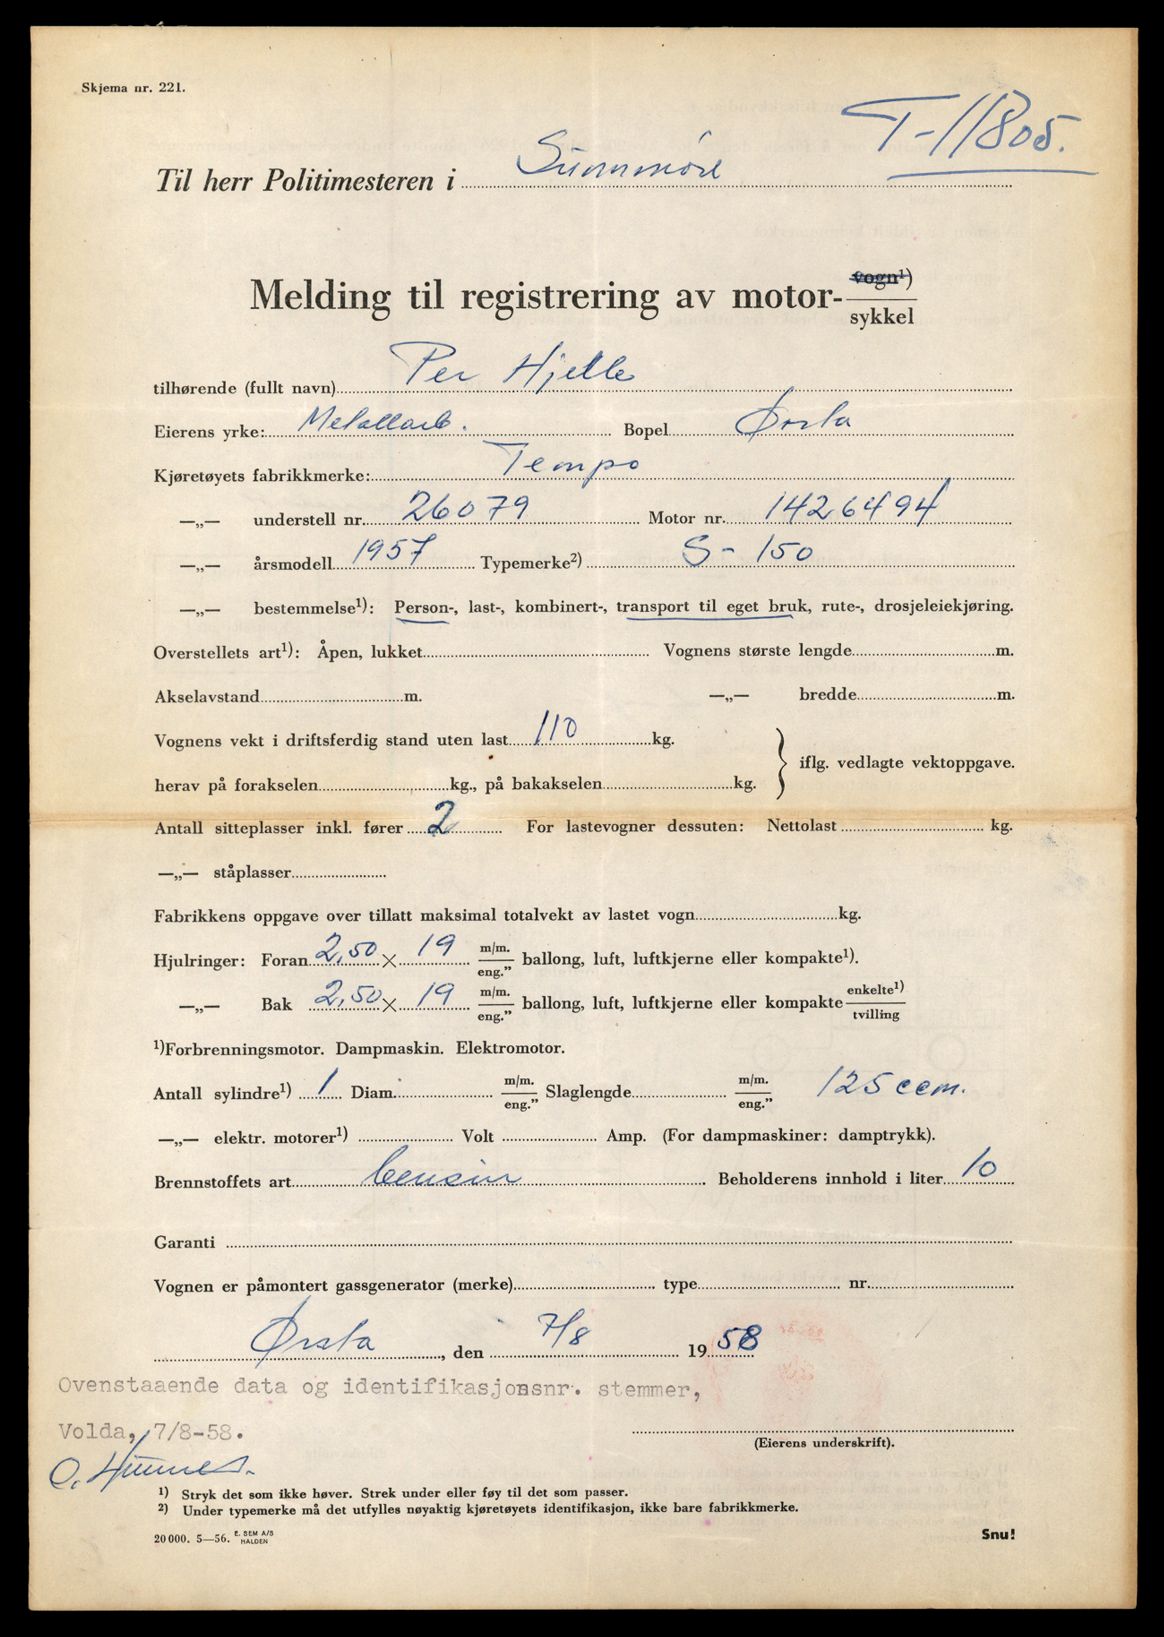 Skjema nr. 221.
T-11805.
Til herr Politimesteren i Sunnmøre
Melding til registrering av motor- vogn¹)
sykkel
tilhørende (fullt navn) Per Hjelle
Eierens yrke: Metallarb. Bopel Ørsta
Kjøretøyets fabrikkmerke: Tempo
—„— understell nr. 26079 Motor nr. 1426494
—„— årsmodell 1957 Typemerke²) S-150
—„— bestemmelse¹): Person-, last-, kombinert-, transport til eget bruk, rute-, drosjeleiekjøring.
Overstellets art¹): Åpen, lukket Vognens største lengde m.
Akselavstand m. —„— bredde m.
Vognens vekt i driftsferdig stand uten last 110 kg.
iflg. vedlagte vektoppgave.
herav på forakselen kg., på bakakselen kg.
Antall sitteplasser inkl. fører 2 For lastevogner dessuten: Nettolast kg.
—„— ståplasser
Fabrikkens oppgave over tillatt maksimal totalvekt av lastet vogn kg.
Hjulringer: Foran 2,50 × 19 m/m. eng.” ballong, luft, luftkjerne eller kompakte¹).
—„— Bak 2,50 × 19 m/m. eng.” ballong, luft, luftkjerne eller kompakte enkelte¹) tvilling
¹)Forbrenningsmotor. Dampmaskin. Elektromotor.
Antall sylindre¹) 1 Diam. m/m. eng.” Slaglengde m/m. eng.” 125 ccm.
—„— elektr. motorer¹) Volt Amp. (For dampmaskiner: damptrykk).
Brennstoffets art bensin Beholderens innhold i liter 10
Garanti
Vognen er påmontert gassgenerator (merke) type nr.
Ørsta, den 7/8 1958
Ovenstaaende data og identifikasjonsnr. stemmer,
Volda, 7/8-58.
(Eierens underskrift).
¹) Stryk det som ikke høver. Strek under eller føy til det som passer.
²) Under typemerke må det utfylles nøyaktig kjøretøyets identifikasjon, ikke bare fabrikkmerke.
20 000. 5—56. E. SEM A/S HALDEN
Snu!